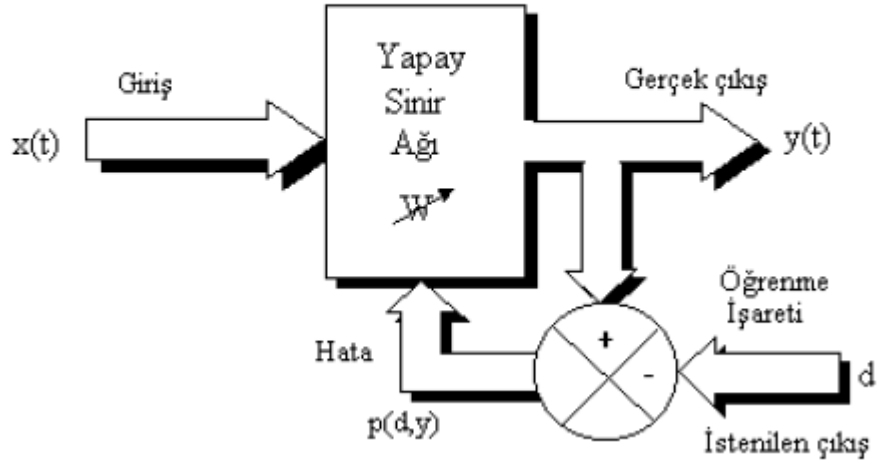 Giriş
x(t)
Yapay
Sinir
Ağı
W
Gerçek çıkış
y(t)
Öğrenme
İşareti
+
-
d
Hata
p(d,y)
İstenilen çıkış